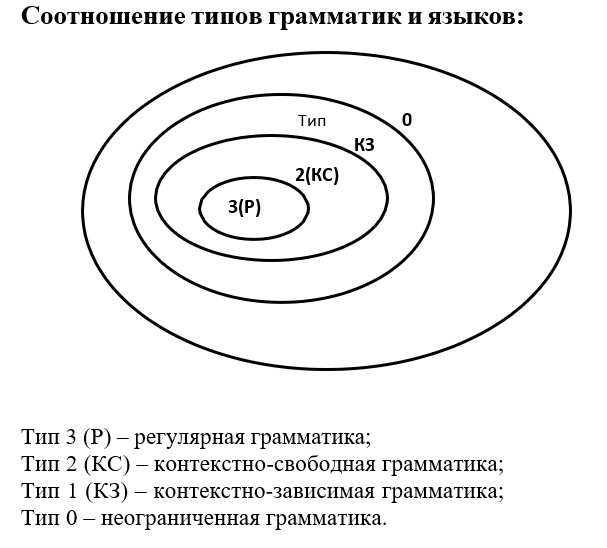 Соотношение типов грамматик и языков:
Тип
0
КЗ
2(КС)
3(Р)
Тип 3 (Р) – регулярная грамматика;
Тип 2 (КС) – контекстно-свободная грамматика;
Тип 1 (КЗ) – контекстно-зависимая грамматика;
Тип 0 – неограниченная грамматика.